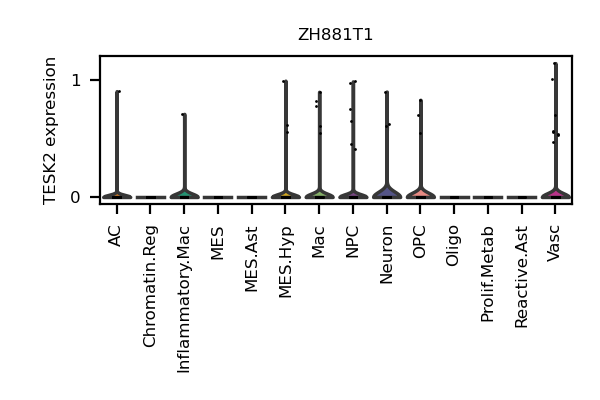 ZH881T1
TESK2 expression
1
0
AC
Chromatin.Reg
Inflammatory.Mac
MES
MES.Ast
MES.Hyp
Mac
NPC
Neuron
OPC
Oligo
Prolif.Metab
Reactive.Ast
Vasc